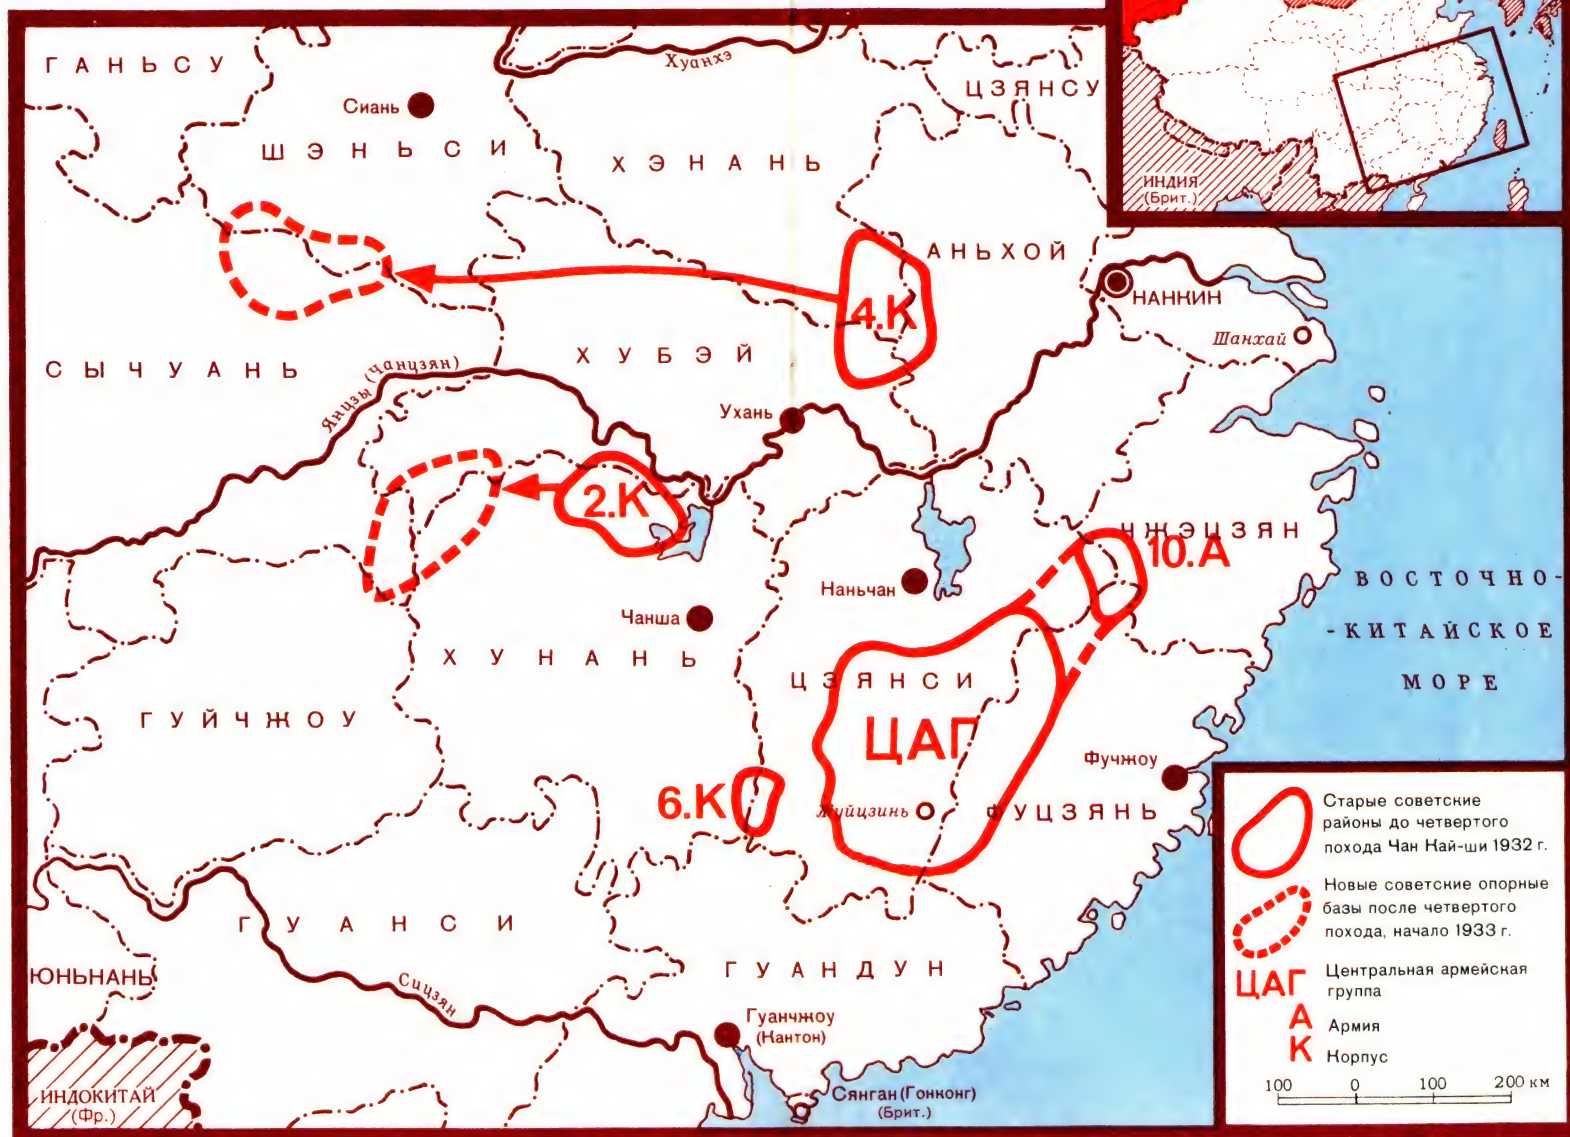 ГАНЬСУ
Сиань
ШЭНЬСИ
Хуанхэ
ХЭНАНЬ
ЦЗЯНСУ
ИНДИЯ
(Брит.)
АНЬХОЙ
НАНКИН
Шанхай
4.К
СЫЧУАНЬ
Янцзы (Чанцзян)
ХУБЭЙ
Ухань
2.К
ЧЖЭЦЗЯН
10.А
Наньчан
Чанша
ВОСТОЧНО-
-КИТАЙСКОЕ
МОРЕ
ХУНАНЬ
ЦЗЯНСИ
ГУЙЧЖОУ
ЦАГ
Фучжоу
6.К
Жуйцзинь
ФУЦЗЯНЬ
ГУАНСИ
ЮНЬНАНЬ
Сицзян
ГУАНДУН
Гуанчжоу
(Кантон)
ИНДОКИТАЙ
(Фр.)
Сянган (Гонконг)
(Брит.)
Старые советские
районы до четвертого
похода Чан Кай-ши 1932 г.
Новые советские опорные
базы после четвертого
похода, начало 1933 г.
ЦАГ Центральная армейская
группа
А Армия
К Корпус
100 0 100 200 км